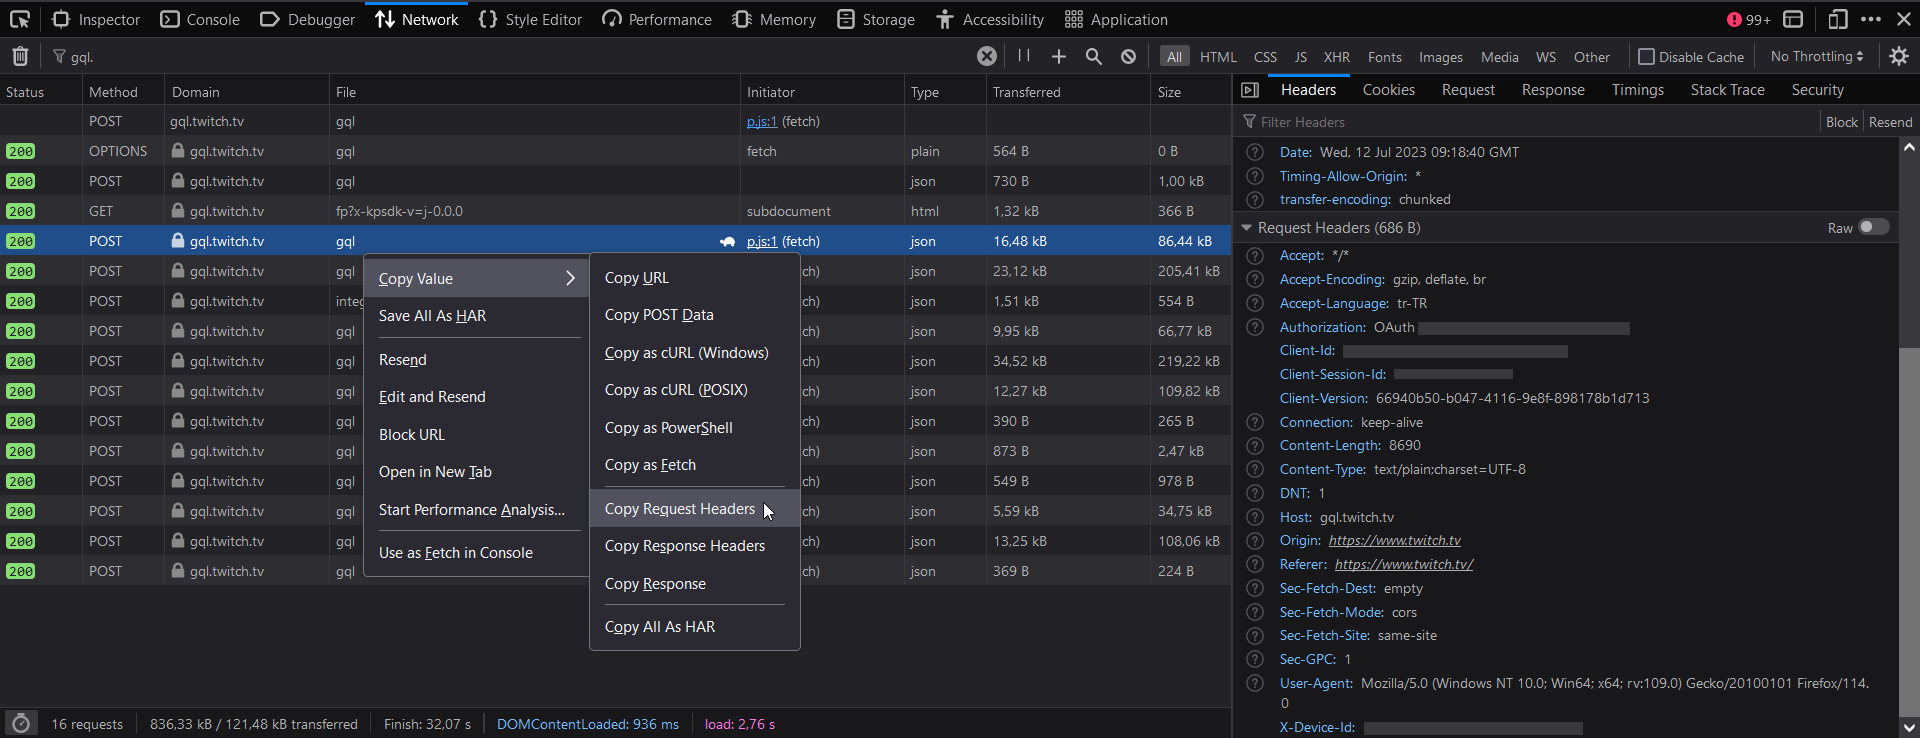 Inspector Console Debugger Network Style Editor Performance Memory Storage Accessibility Application 99+
gql. All HTML CSS JS XHR Fonts Images Media WS Other Disable Cache No Throttling
Status Method Domain File Initiator Type Transferred Size
POST gql.twitch.tv gql p.js:1 (fetch)
200 OPTIONS gql.twitch.tv gql fetch plain 564 B 0 B
200 POST gql.twitch.tv gql json 730 B 1,00 kB
200 GET gql.twitch.tv fp?x-kpsdk-v=j-0.0.0 subdocument html 1,32 kB 366 B
200 POST gql.twitch.tv gql p.js:1 (fetch) json 16,48 kB 86,44 kB
200 POST gql.twitch.tv gql ch) json 23,12 kB 205,41 kB
200 POST gql.twitch.tv integ ch) json 1,51 kB 554 B
200 POST gql.twitch.tv gql ch) json 9,95 kB 66,77 kB
200 POST gql.twitch.tv gql ch) json 34,52 kB 219,22 kB
200 POST gql.twitch.tv gql ch) json 12,27 kB 109,82 kB
200 POST gql.twitch.tv gql ch) json 390 B 265 B
200 POST gql.twitch.tv gql ch) json 873 B 2,47 kB
200 POST gql.twitch.tv gql ch) json 549 B 978 B
200 POST gql.twitch.tv gql ch) json 5,59 kB 34,75 kB
200 POST gql.twitch.tv gql ch) json 13,25 kB 108,06 kB
200 POST gql.twitch.tv gql ch) json 369 B 224 B
Copy Value
Save All As HAR
Resend
Edit and Resend
Block URL
Open in New Tab
Start Performance Analysis...
Use as Fetch in Console
Copy URL
Copy POST Data
Copy as cURL (Windows)
Copy as cURL (POSIX)
Copy as PowerShell
Copy as Fetch
Copy Request Headers
Copy Response Headers
Copy Response
Copy All As HAR
Headers Cookies Request Response Timings Stack Trace Security
Filter Headers Block Resend
Date: Wed, 12 Jul 2023 09:18:40 GMT
Timing-Allow-Origin: *
transfer-encoding: chunked
Request Headers (686 B) Raw
Accept: */*
Accept-Encoding: gzip, deflate, br
Accept-Language: tr-TR
Authorization: OAuth
Client-Id:
Client-Session-Id:
Client-Version: 66940b50-b047-4116-9e8f-898178b1d713
Connection: keep-alive
Content-Length: 8690
Content-Type: text/plain;charset=UTF-8
DNT: 1
Host: gql.twitch.tv
Origin: https://www.twitch.tv
Referer: https://www.twitch.tv/
Sec-Fetch-Dest: empty
Sec-Fetch-Mode: cors
Sec-Fetch-Site: same-site
Sec-GPC: 1
User-Agent: Mozilla/5.0 (Windows NT 10.0; Win64; x64; rv:109.0) Gecko/20100101 Firefox/114.
0
X-Device-Id:
16 requests 836,33 kB / 121,48 kB transferred Finish: 32,07 s DOMContentLoaded: 936 ms load: 2,76 s